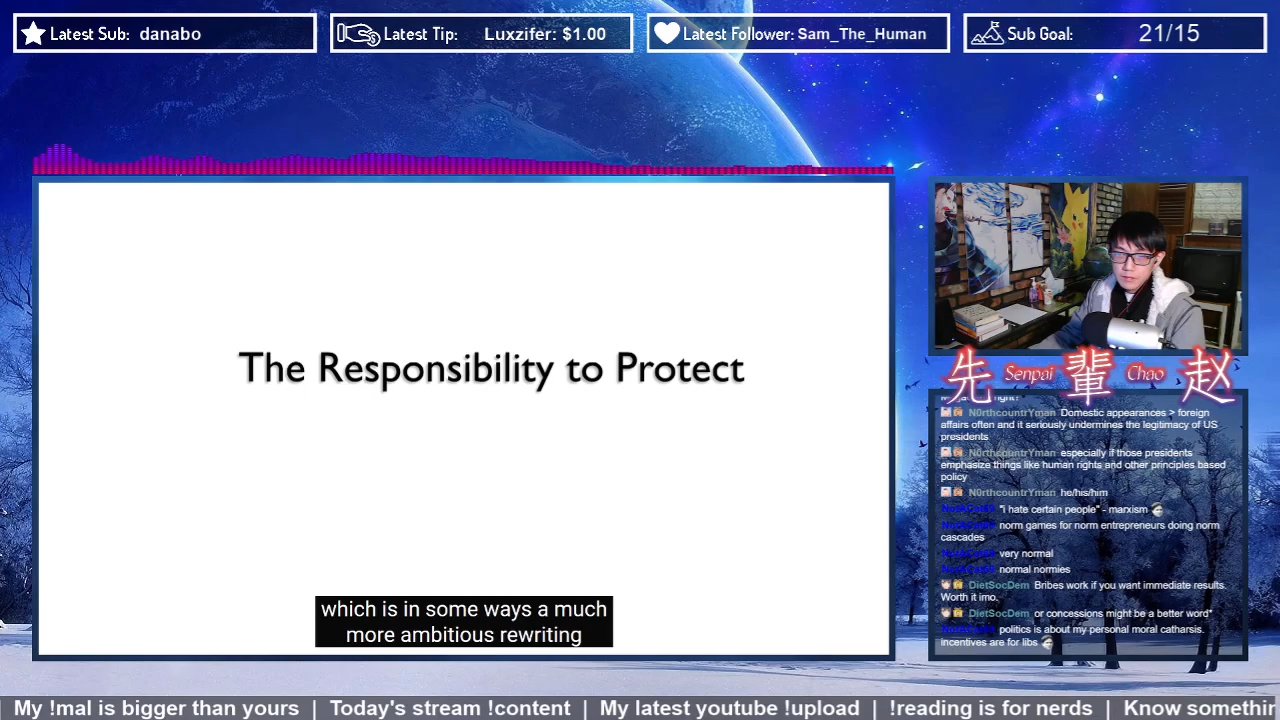 Latest Sub: danabo
Latest Tip: Luxzifer: $1.00
Latest Follower: Sam_The_Human
Sub Goal: 21/15
The Responsibility to Protect
which is in some ways a much
more ambitious rewriting
先 Senpai 輩 Chao 赵
right?
N0rthcountrYman Domestic appearances > foreign
affairs often and it seriously undermines the legitimacy of US
presidents
N0rthcountrYman especially if those presidents
emphasize things like human rights and other principles based
policy
N0rthcountrYman he/his/him
"i hate certain people" - marxism
norm games for norm entrepreneurs doing norm
cascades
very normal
normal normies
DietSocDem Bribes work if you want immediate results.
Worth it imo.
DietSocDem or concessions might be a better word*
politics is about my personal moral catharsis.
incentives are for libs
My !mal is bigger than yours | Today's stream !content | My latest youtube !upload | !reading is for nerds | Know somethin